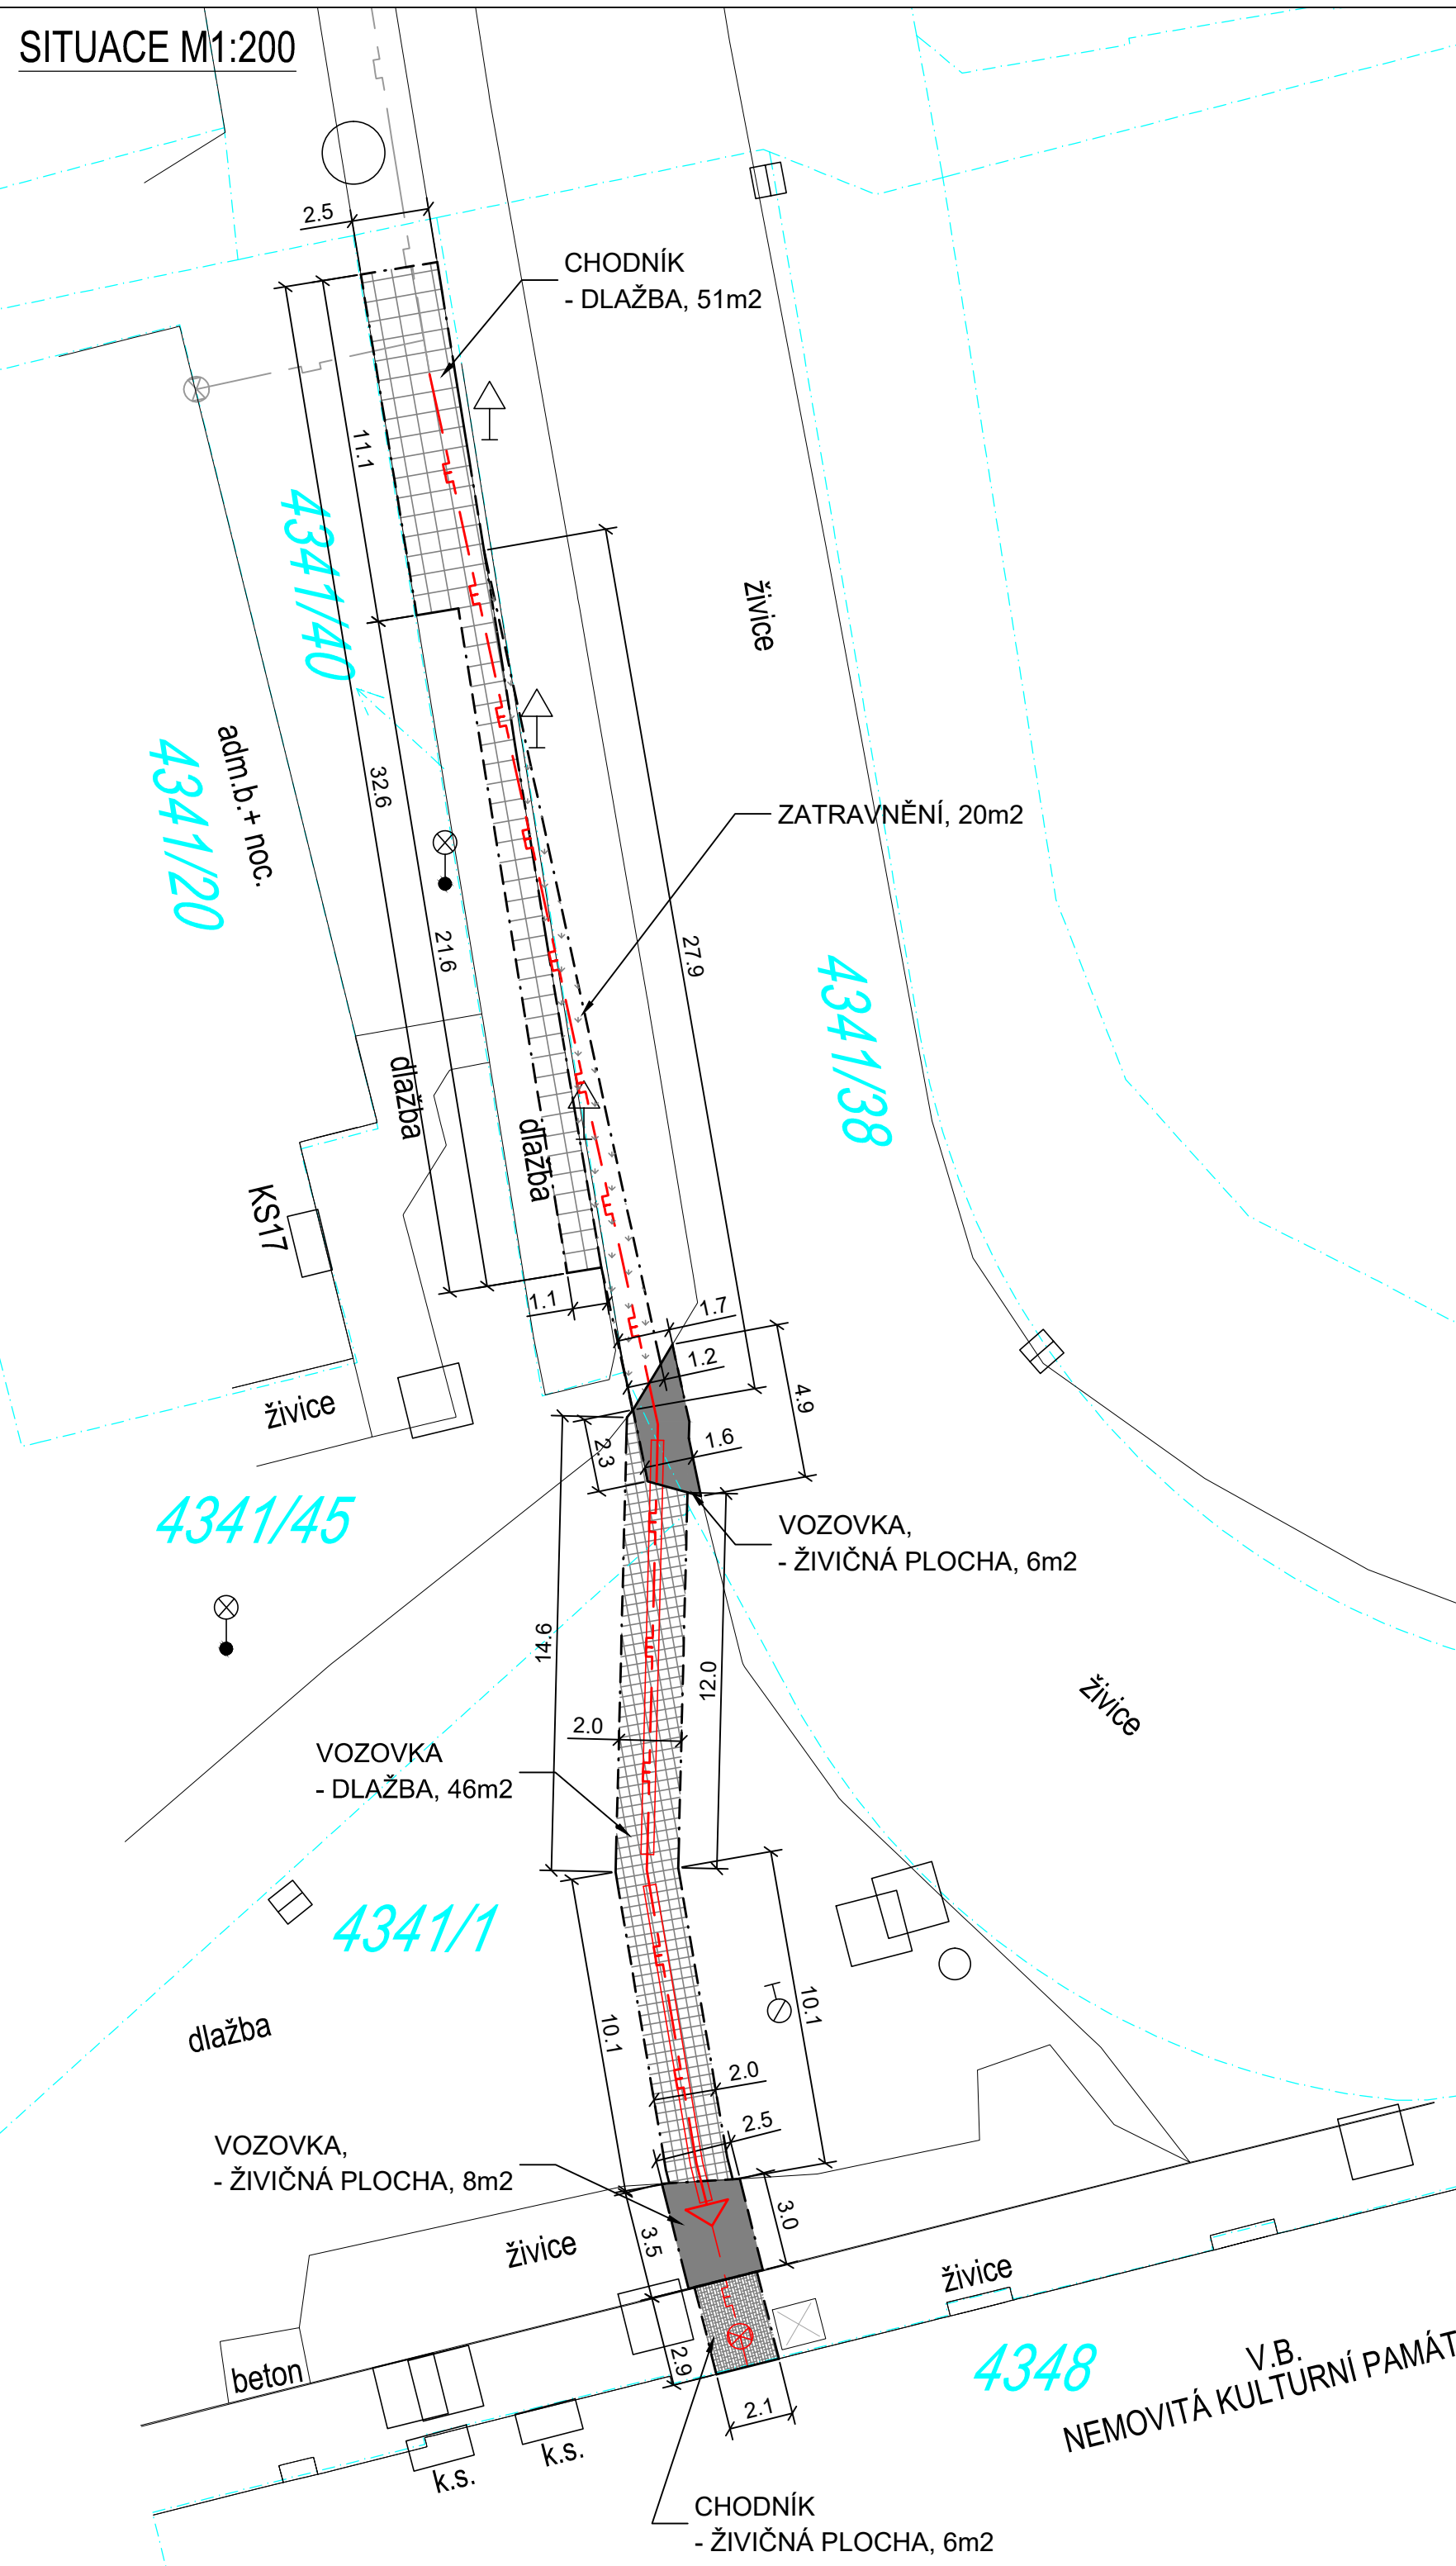 SITUACE M1:200
2.5
CHODNÍK
- DLAŽBA, 51m2
11.1
4341/40
živice
adm.b.+ noc.
4341/20
32.6
ZATRAVNĚNÍ, 20m2
21.6
27.9
4341/38
dlažba
dlažba
KS17
1.1
1.7
1.2
4.9
živice
2.3
1.6
4341/45
VOZOVKA,
- ŽIVIČNÁ PLOCHA, 6m2
14.6
12.0
živice
2.0
VOZOVKA
- DLAŽBA, 46m2
4341/1
10.1
10.1
dlažba
2.0
2.5
VOZOVKA,
- ŽIVIČNÁ PLOCHA, 8m2
3.0
3.5
živice
živice
beton
2.9
4348
V.B.
NEMOVITÁ KULTURNÍ PAMÁT
2.1
k.s.
k.s.
CHODNÍK
- ŽIVIČNÁ PLOCHA, 6m2